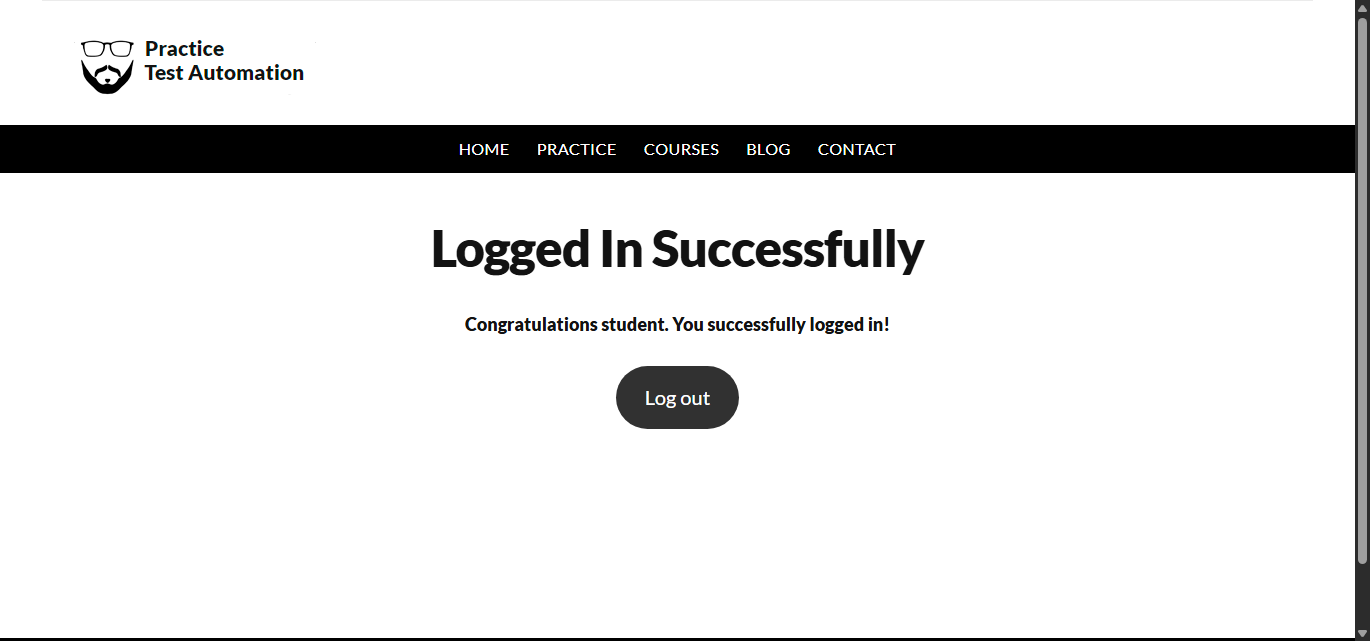 Practice
Test Automation
HOME PRACTICE COURSES BLOG CONTACT
Logged In Successfully
Congratulations student. You successfully logged in!
Log out